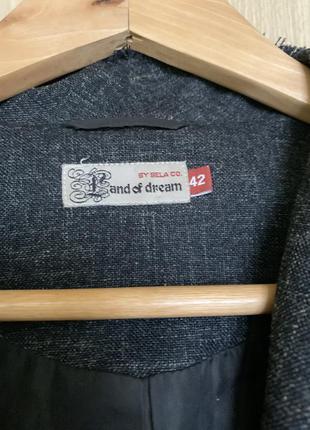 BY BELA CO.
Land of dream
42